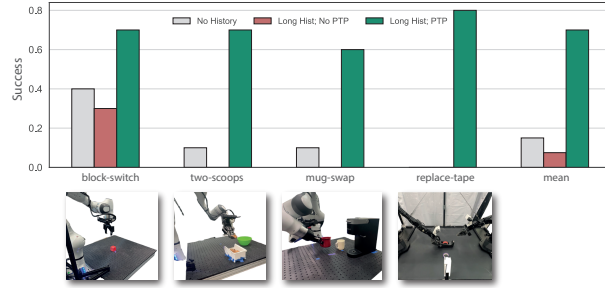 No History Long Hist; No PTP Long Hist; PTP
Success
0.8
0.6
0.4
0.2
0.0
block-switch two-scoops mug-swap replace-tape mean